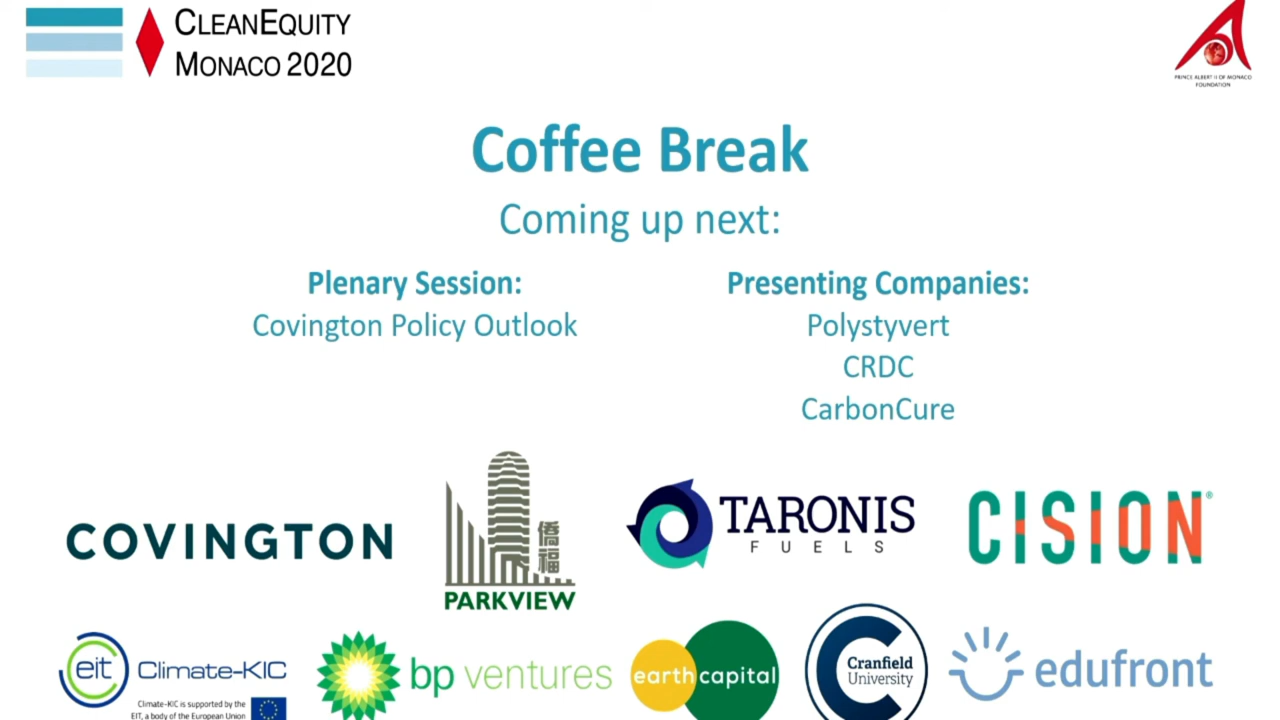 CLEANEQUITY
MONACO 2020
PRINCE ALBERT II OF MONACO
FOUNDATION
Coffee Break
Coming up next:
Plenary Session:
Covington Policy Outlook
Presenting Companies:
Polystyvert
CRDC
CarbonCure
COVINGTON
僑福
PARKVIEW
TARONIS
FUELS
CISION®
eit Climate-KIC
Climate-KIC is supported by the
EIT, a body of the European Union
bp ventures
earthcapital
Cranfield
University
edufront